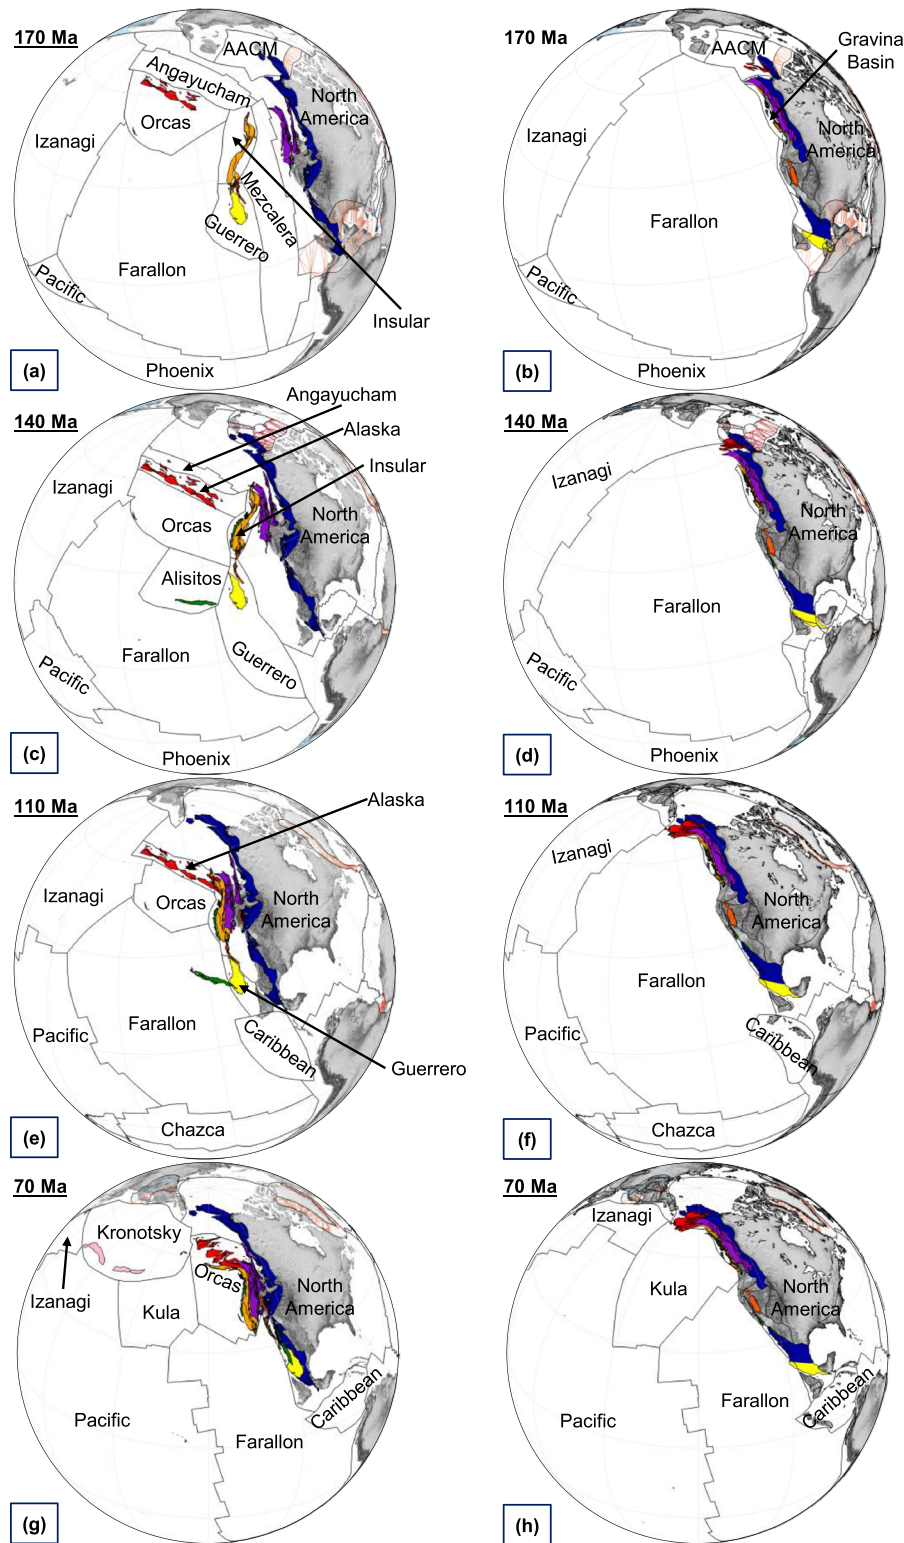 170 Ma
AACM
Angayucham
North
America
Orcas
Izanagi
Mezcalera
Guerrero
Farallon
Pacific
Insular
Phoenix
(a)
170 Ma
AACM
Gravina
Basin
Izanagi
North
America
Farallon
Pacific
Phoenix
(b)
140 Ma
Angayucham
Alaska
Insular
Izanagi
Orcas
North
America
Alisitos
Farallon
Guerrero
Pacific
Phoenix
(c)
140 Ma
Izanagi
North
America
Farallon
Pacific
Phoenix
(d)
110 Ma
Alaska
Izanagi
Orcas
North
America
Pacific
Farallon
Caribbean
Guerrero
Chazca
(e)
110 Ma
Izanagi
North
America
Farallon
Pacific
Caribbean
Chazca
(f)
70 Ma
Kronotsky
Orcas
Izanagi
Kula
North
America
Caribbean
Pacific
Farallon
(g)
70 Ma
Izanagi
Kula
North
America
Farallon
Caribbean
Pacific
(h)